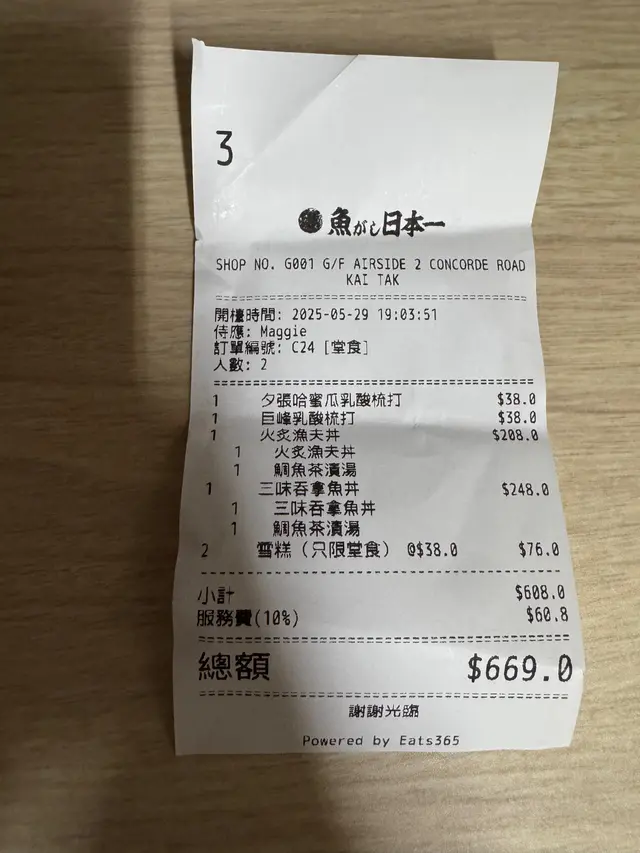 3
魚がし日本一
SHOP NO. G001 G/F AIRSIDE 2 CONCORDE ROAD
KAI TAK
開檯時間: 2025-05-29 19:03:51
侍應: Maggie
訂單編號: C24 [堂食]
人數: 2
1 夕張哈蜜瓜乳酸梳打 $38.0
1 巨峰乳酸梳打 $38.0
1 火炙漁夫丼 $208.0
1 火炙漁夫丼
1 鯛魚茶漬湯
1 三味吞拿魚丼 $248.0
1 三味吞拿魚丼
1 鯛魚茶漬湯
2 雪糕（只限堂食） @$38.0 $76.0
小計 $608.0
服務費(10%) $60.8
總額 $669.0
謝謝光臨
Powered by Eats365